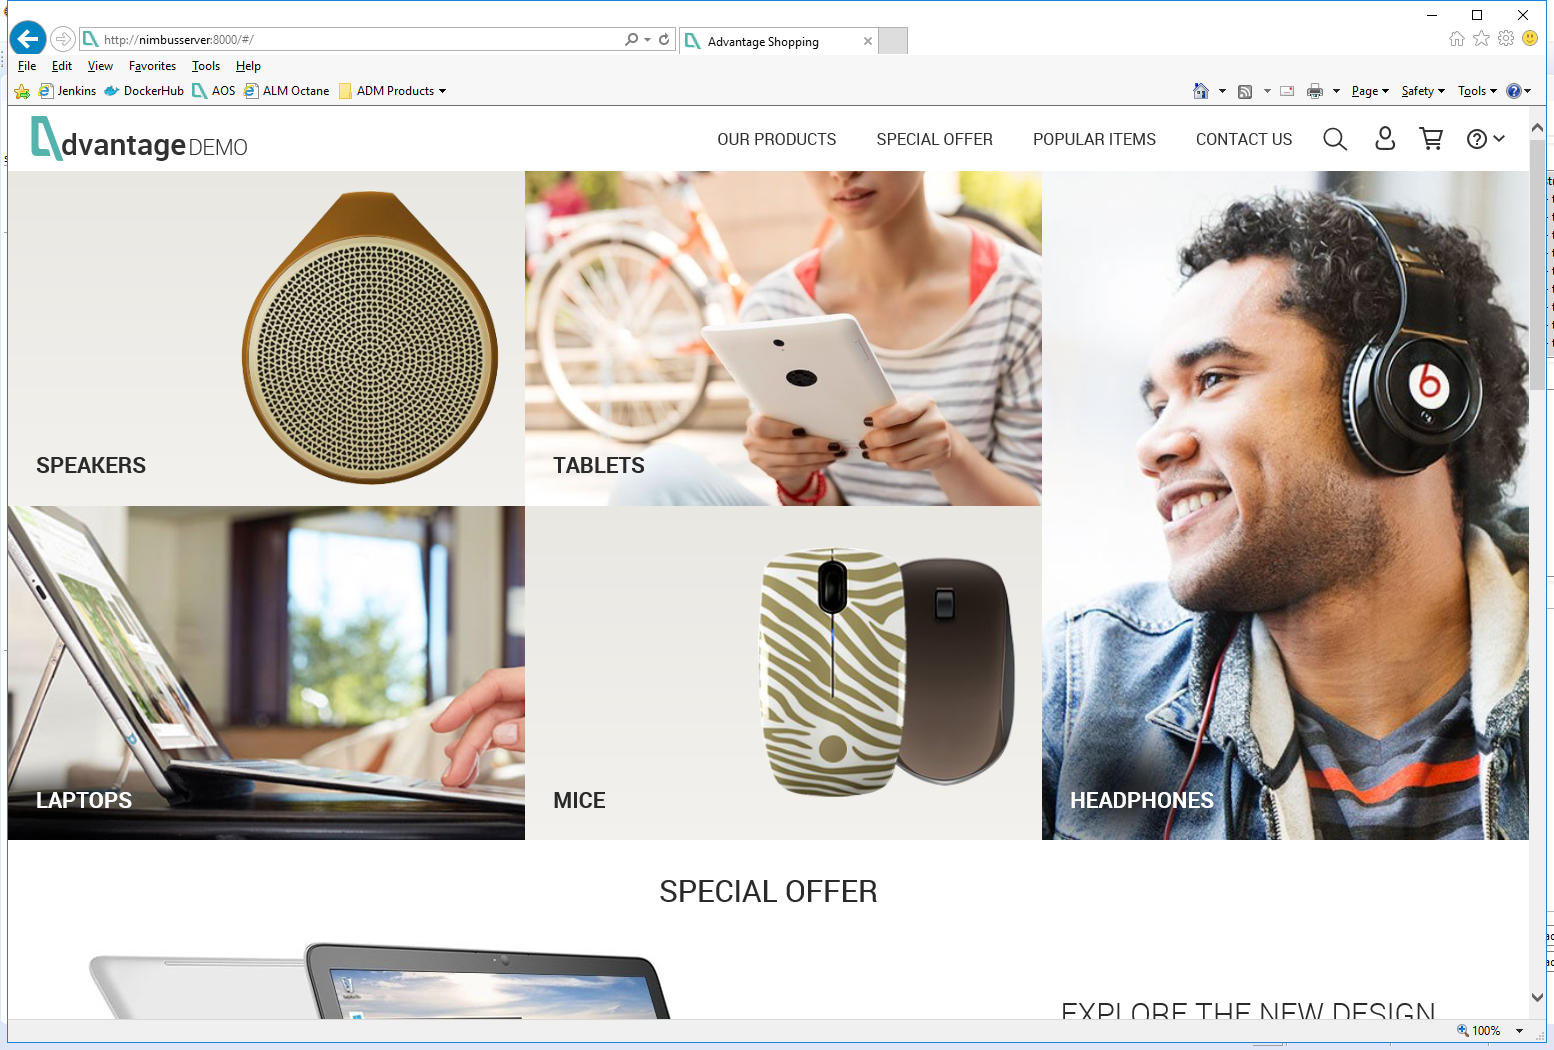 http://nimbusserver:8000/#/
Advantage Shopping
File Edit View Favorites Tools Help
Jenkins DockerHub AOS ALM Octane ADM Products
Page Safety Tools
AdvantageDEMO
OUR PRODUCTS SPECIAL OFFER POPULAR ITEMS CONTACT US
SPEAKERS
TABLETS
LAPTOPS
MICE
HEADPHONES
SPECIAL OFFER
EXPLORE THE NEW DESIGN
100%